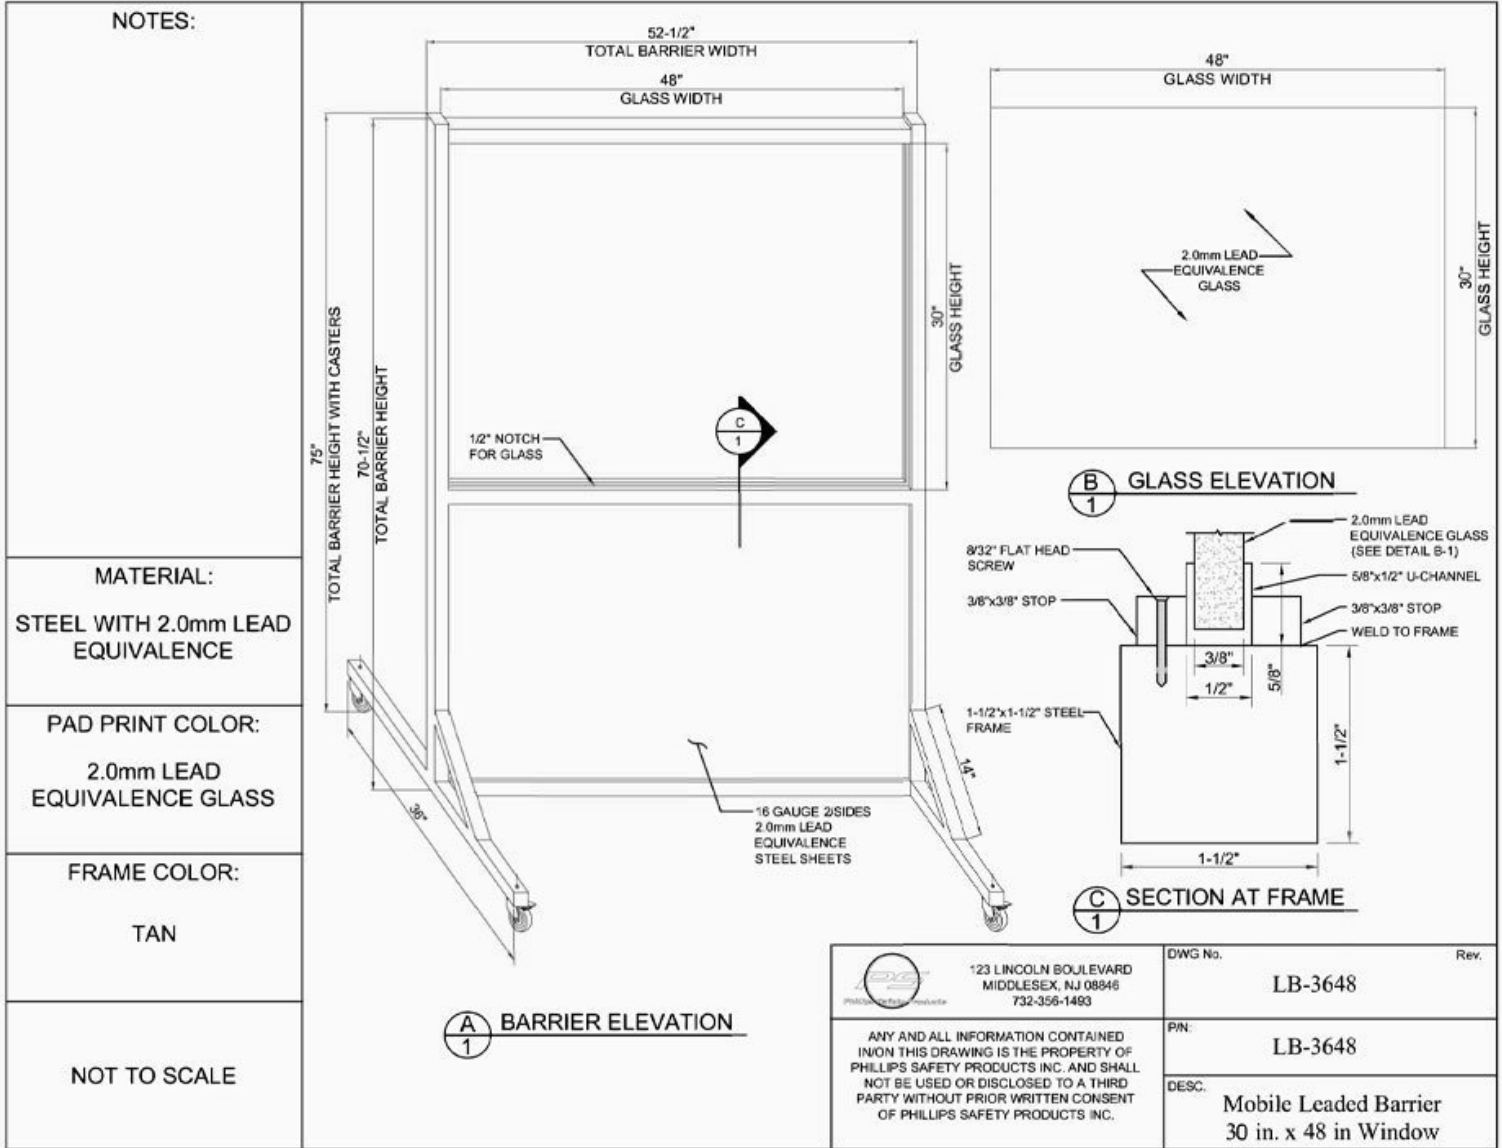 NOTES:
MATERIAL:
STEEL WITH 2.0mm LEAD
EQUIVALENCE
PAD PRINT COLOR:
2.0mm LEAD
EQUIVALENCE GLASS
FRAME COLOR:
TAN
NOT TO SCALE
52-1/2"
TOTAL BARRIER WIDTH
48"
GLASS WIDTH
75"
TOTAL BARRIER HEIGHT WITH CASTERS
70-1/2"
TOTAL BARRIER HEIGHT
30"
GLASS HEIGHT
1/2" NOTCH
FOR GLASS
C
1
14"
36"
16 GAUGE 2/SIDES
2.0mm LEAD
EQUIVALENCE
STEEL SHEETS
A
1
BARRIER ELEVATION
48"
GLASS WIDTH
2.0mm LEAD
EQUIVALENCE
GLASS
30"
GLASS HEIGHT
B
1
GLASS ELEVATION
8/32" FLAT HEAD
SCREW
3/8"x3/8" STOP
1-1/2"x1-1/2" STEEL
FRAME
2.0mm LEAD
EQUIVALENCE GLASS
(SEE DETAIL B-1)
5/8"x1/2" U-CHANNEL
3/8"x3/8" STOP
WELD TO FRAME
3/8"
1/2"
5/8"
1-1/2"
1-1/2"
C
1
SECTION AT FRAME
PS
123 LINCOLN BOULEVARD
MIDDLESEX, NJ 08846
732-356-1493
ANY AND ALL INFORMATION CONTAINED
IN/ON THIS DRAWING IS THE PROPERTY OF
PHILLIPS SAFETY PRODUCTS INC. AND SHALL
NOT BE USED OR DISCLOSED TO A THIRD
PARTY WITHOUT PRIOR WRITTEN CONSENT
OF PHILLIPS SAFETY PRODUCTS INC.
DWG No.
Rev.
LB-3648
P/N:
LB-3648
DESC.
Mobile Leaded Barrier
30 in. x 48 in Window